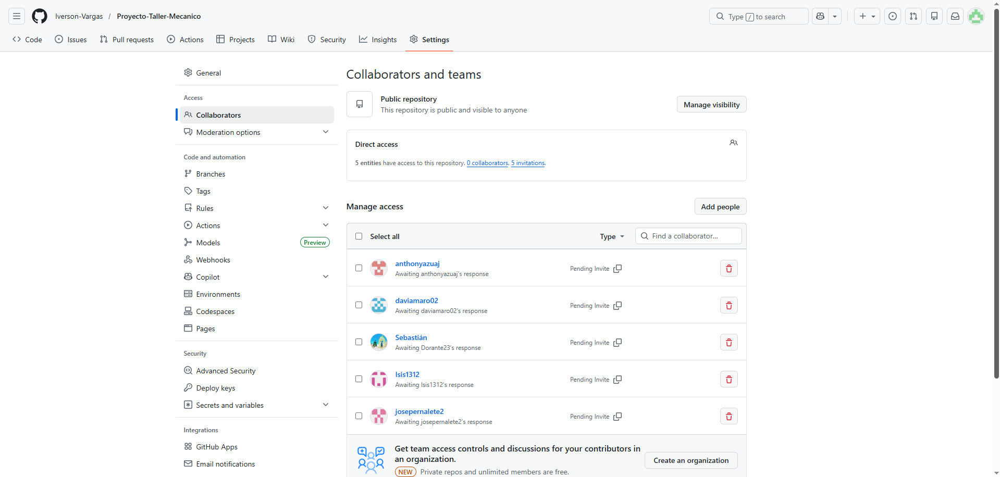 Iverson-Vargas / Proyecto-Taller-Mecanico
Type / to search
Code
Issues
Pull requests
Actions
Projects
Wiki
Security
Insights
Settings
General
Access
Collaborators
Moderation options
Code and automation
Branches
Tags
Rules
Actions
Models
Preview
Webhooks
Copilot
Environments
Codespaces
Pages
Security
Advanced Security
Deploy keys
Secrets and variables
Integrations
GitHub Apps
Email notifications
Collaborators and teams
Public repository
This repository is public and visible to anyone
Manage visibility
Direct access
5 entities have access to this repository. 0 collaborators. 5 invitations.
Manage access
Add people
Select all
Type
Find a collaborator...
anthonyazuaj
Awaiting anthonyazuaj's response
Pending Invite
daviamaro02
Awaiting daviamaro02's response
Pending Invite
Sebastián
Awaiting Dorante23's response
Pending Invite
Isis1312
Awaiting Isis1312's response
Pending Invite
josepernalete2
Awaiting josepernalete2's response
Pending Invite
Get team access controls and discussions for your contributors in
an organization.
NEW Private repos and unlimited members are free.
Create an organization